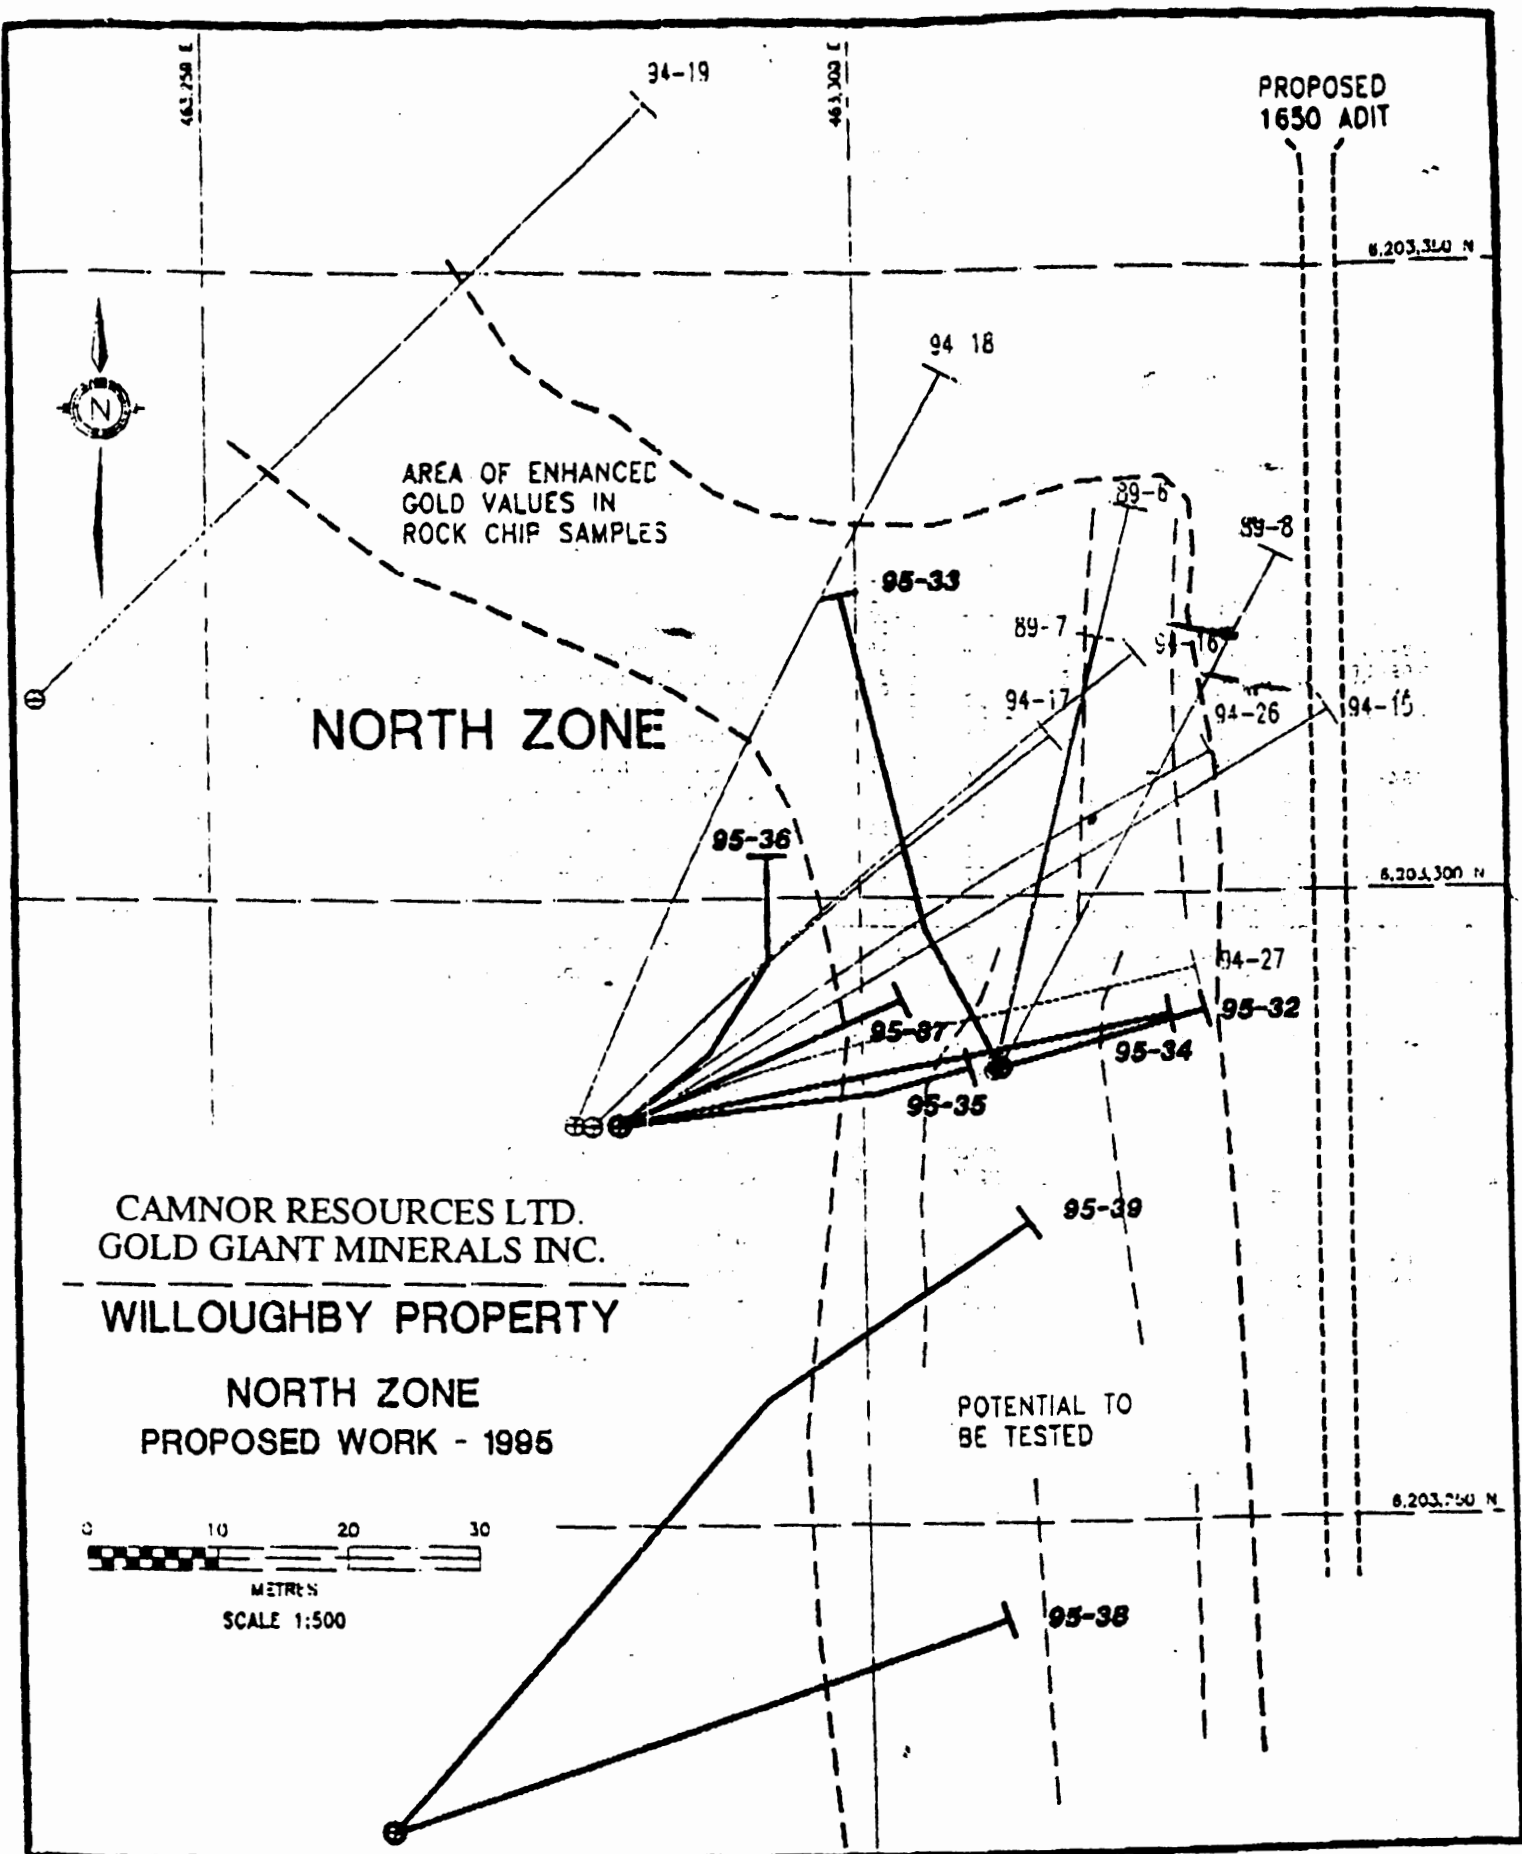 463,250 E
94-19
463,300 E
PROPOSED
1650 ADIT
6,203,350 N
94 18
N
AREA OF ENHANCED
GOLD VALUES IN
ROCK CHIP SAMPLES
89-6
89-8
95-33
89-7
94-16
94-17
94-26
94-15
NORTH ZONE
95-36
6,203,300 N
94-27
95-32
95-37
95-34
95-35
CAMNOR RESOURCES LTD.
GOLD GIANT MINERALS INC.
95-39
WILLOUGHBY PROPERTY
NORTH ZONE
PROPOSED WORK - 1995
POTENTIAL TO
BE TESTED
6,203,250 N
0 10 20 30
METRES
SCALE 1:500
95-38